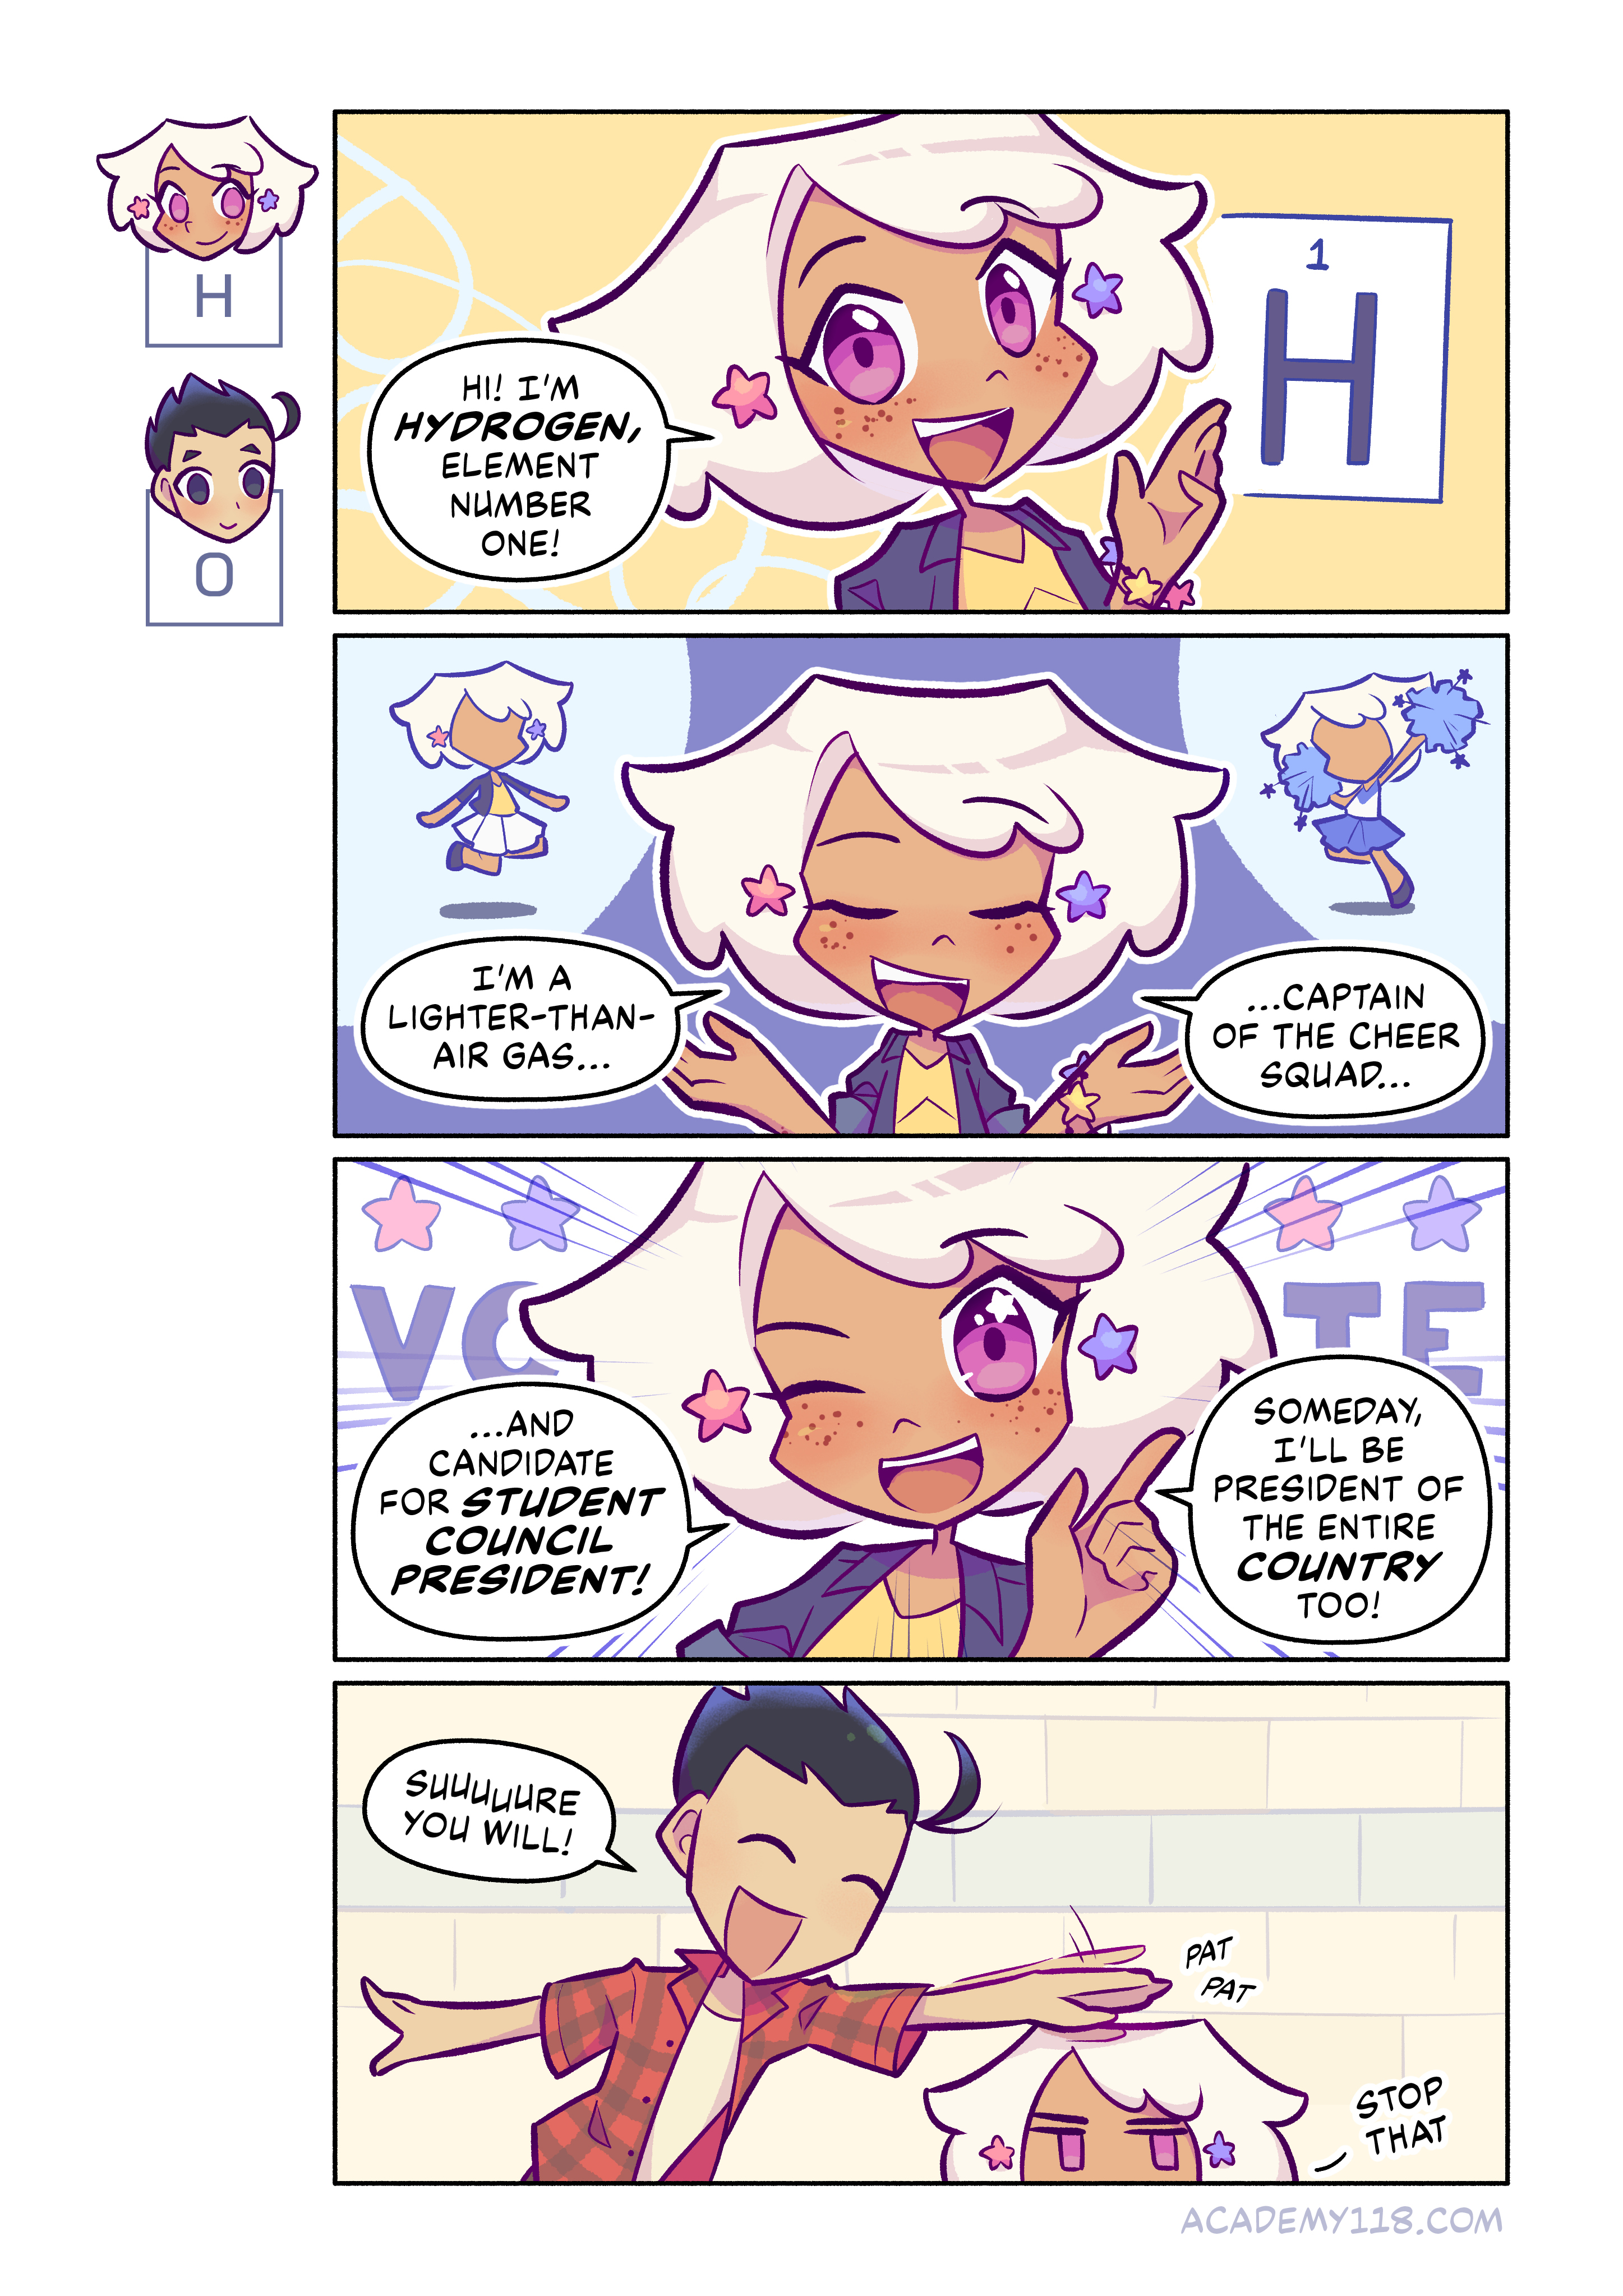 H
O
HI! I'M
HYDROGEN,
ELEMENT
NUMBER
ONE!
1
H
I'M A
LIGHTER-THAN-
AIR GAS...
...CAPTAIN
OF THE CHEER
SQUAD...
VOTE
...AND
CANDIDATE
FOR STUDENT
COUNCIL
PRESIDENT!
SOMEDAY,
I'LL BE
PRESIDENT OF
THE ENTIRE
COUNTRY
TOO!
SUUUUURE
YOU WILL!
PAT
PAT
STOP
THAT
ACADEMY118.COM